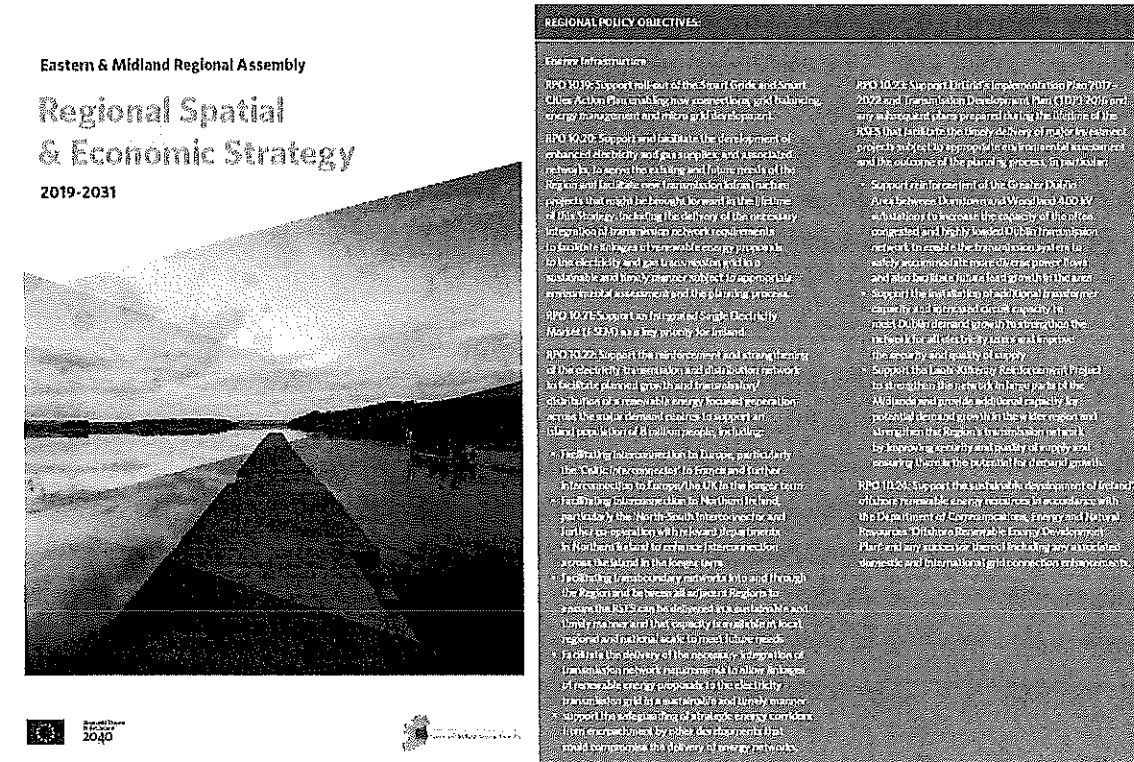 Eastern & Midland Regional Assembly
Regional Spatial
& Economic Strategy
2019-2031
2040
REGIONAL POLICY OBJECTIVES:
Energy Infrastructure
RPO 10.19: Support roll-out of the Smart Grids and Smart
Cities Action Plan enabling new connections, grid balancing,
energy management and micro grid development.
RPO 10.20: Support and facilitate the development of
enhanced electricity and gas supplies, and associated
networks, to serve the existing and future needs of the
Region and facilitate new transmission infrastructure
projects that might be brought forward in the lifetime
of this Strategy. Including the delivery of the necessary
integration of transmission network requirements
to facilitate linkages of renewable energy proposals
to the electricity and gas transmission grid in a
sustainable and timely manner subject to appropriate
environmental assessment and the planning process.
RPO 10.21: Support an Integrated Single Electricity
Market (I-SEM) as a key priority for Ireland.
RPO 10.22: Support the reinforcement and strengthening
of the electricity transmission and distribution network
to facilitate planned growth and transmission/
distribution of a renewable energy focused generation
across the major demand centres to support an
island population of 8 million people, including:
• Facilitating interconnection to Europe, particularly
the 'Celtic Interconnector' to France and further
interconnection to Europe/the UK in the longer term
• Facilitating interconnection to Northern Ireland,
particularly the 'North-South Interconnector and
further co-operation with relevant departments
in Northern Ireland to enhance interconnection
across the island in the longer term
• Facilitating transboundary networks into and through
the Region and between all adjacent Regions to
ensure the RSES can be delivered in a sustainable and
timely manner and that capacity is available at local,
regional and national scale to meet future needs
• Facilitate the delivery of the necessary integration of
transmission network requirements to allow linkages
of renewable energy proposals to the electricity
transmission grid in a sustainable and timely manner
support the safeguarding of strategic energy corridors
from encroachment by other developments that
could compromise the delivery of energy networks.
RPO 10.23: Support EirGrid's Implementation Plan 2017–
2022 and Transmission Development Plan (TDP) 2016 and
any subsequent plans prepared during the lifetime of the
RSES that facilitate the timely delivery of major investment
projects subject to appropriate environmental assessment
and the outcome of the planning process, in particular:
• Support reinforcement of the Greater Dublin
Area between Dunstown and Woodland 400 kV
substations to increase the capacity of the often
congested and highly loaded Dublin transmission
network to enable the transmission system to
safely accommodate more diverse power flows
and also facilitate future load growth in the area
• Support the installation of additional transformer
capacity and increased circuit capacity to
meet Dublin demand growth to strengthen the
network for all electricity users and improve
the security and quality of supply
• Support the Laois-Kilkenny Reinforcement Project
to strengthen the network in large parts of the
Midlands and provide additional capacity for
potential demand growth in the wider region and
strengthen the Region's transmission network
by improving security and quality of supply and
ensuring there is the potential for demand growth.
RPO 10.24: Support the sustainable development of Ireland's
offshore renewable energy resources in accordance with
the Department of Communications, Energy and Natural
Resources 'Offshore Renewable Energy Development
Plan' and any successor thereof including any associated
domestic and international grid connection enhancements.